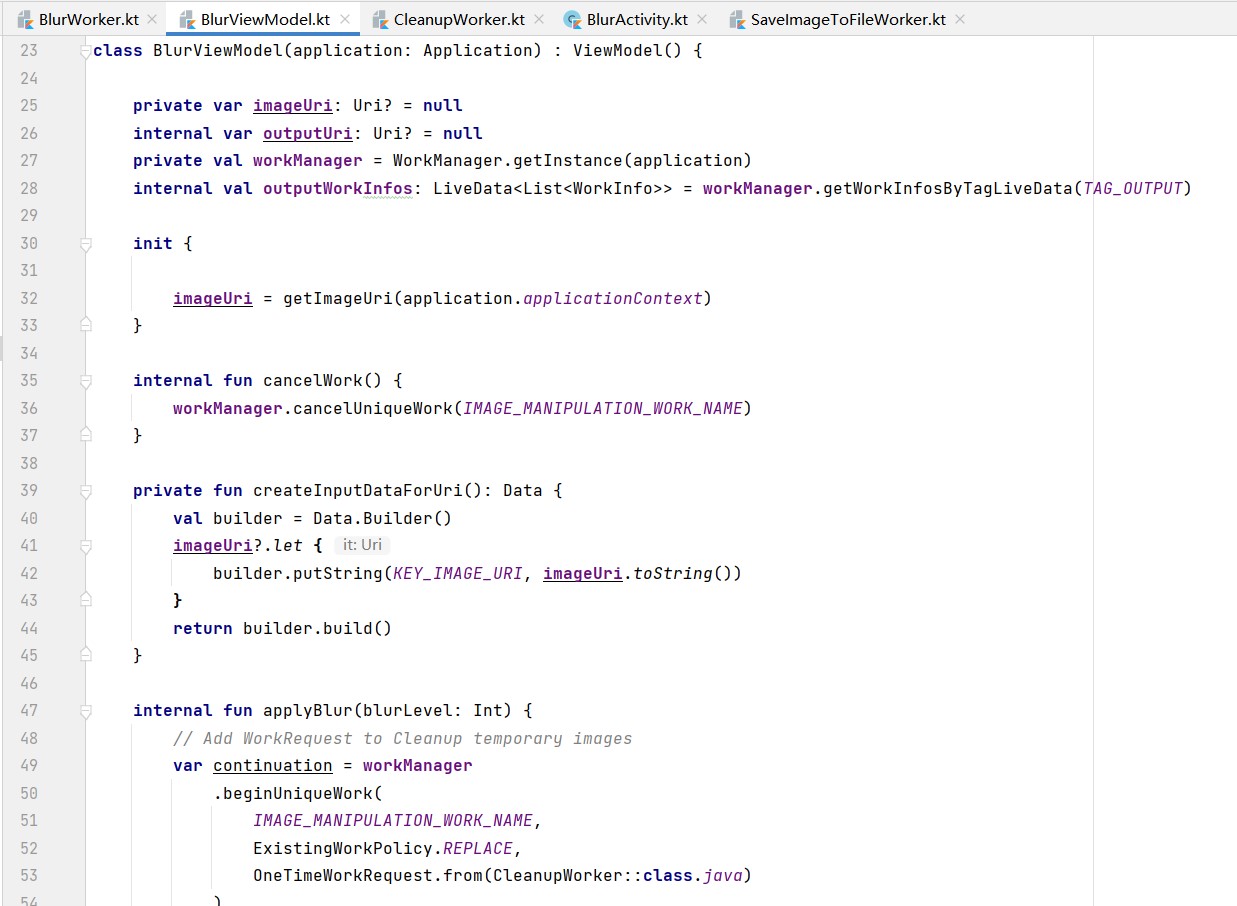 BlurWorker.kt BlurViewModel.kt CleanupWorker.kt BlurActivity.kt SaveImageToFileWorker.kt
23 class BlurViewModel(application: Application) : ViewModel() {
24
25 private var imageUri: Uri? = null
26 internal var outputUri: Uri? = null
27 private val workManager = WorkManager.getInstance(application)
28 internal val outputWorkInfos: LiveData<List<WorkInfo>> = workManager.getWorkInfosByTagLiveData(TAG_OUTPUT)
29
30 init {
31
32 imageUri = getImageUri(application.applicationContext)
33 }
34
35 internal fun cancelWork() {
36 workManager.cancelUniqueWork(IMAGE_MANIPULATION_WORK_NAME)
37 }
38
39 private fun createInputDataForUri(): Data {
40 val builder = Data.Builder()
41 imageUri?.let { it: Uri
42 builder.putString(KEY_IMAGE_URI, imageUri.toString())
43 }
44 return builder.build()
45 }
46
47 internal fun applyBlur(blurLevel: Int) {
48 // Add WorkRequest to Cleanup temporary images
49 var continuation = workManager
50 .beginUniqueWork(
51 IMAGE_MANIPULATION_WORK_NAME,
52 ExistingWorkPolicy.REPLACE,
53 OneTimeWorkRequest.from(CleanupWorker::class.java)
54 )